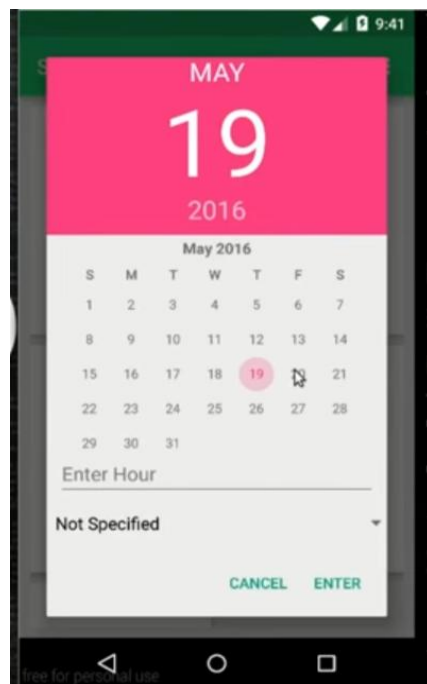 9:41
S
MAY
19
2016
May 2016
S M T W T F S
1 2 3 4 5 6 7
8 9 10 11 12 13 14
15 16 17 18 19 21
22 23 24 25 26 27 28
29 30 31
Enter Hour
Not Specified
CANCEL ENTER
free for personal use